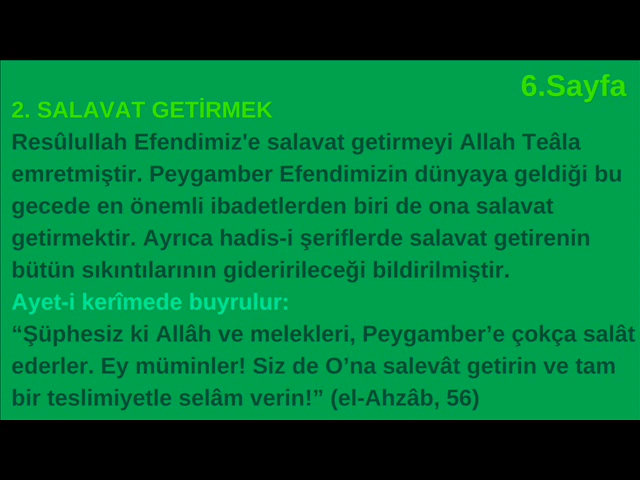 6.Sayfa
2. SALAVAT GETİRMEK
Resûlullah Efendimiz'e salavat getirmeyi Allah Teâla
emretmiştir. Peygamber Efendimizin dünyaya geldiği bu
gecede en önemli ibadetlerden biri de ona salavat
getirmektir. Ayrıca hadis-i şeriflerde salavat getirenin
bütün sıkıntılarının gideririleceği bildirilmiştir.
Ayet-i kerîmede buyrulur:
“Şüphesiz ki Allâh ve melekleri, Peygamber’e çokça salât
ederler. Ey müminler! Siz de O’na salevât getirin ve tam
bir teslimiyetle selâm verin!” (el-Ahzâb, 56)